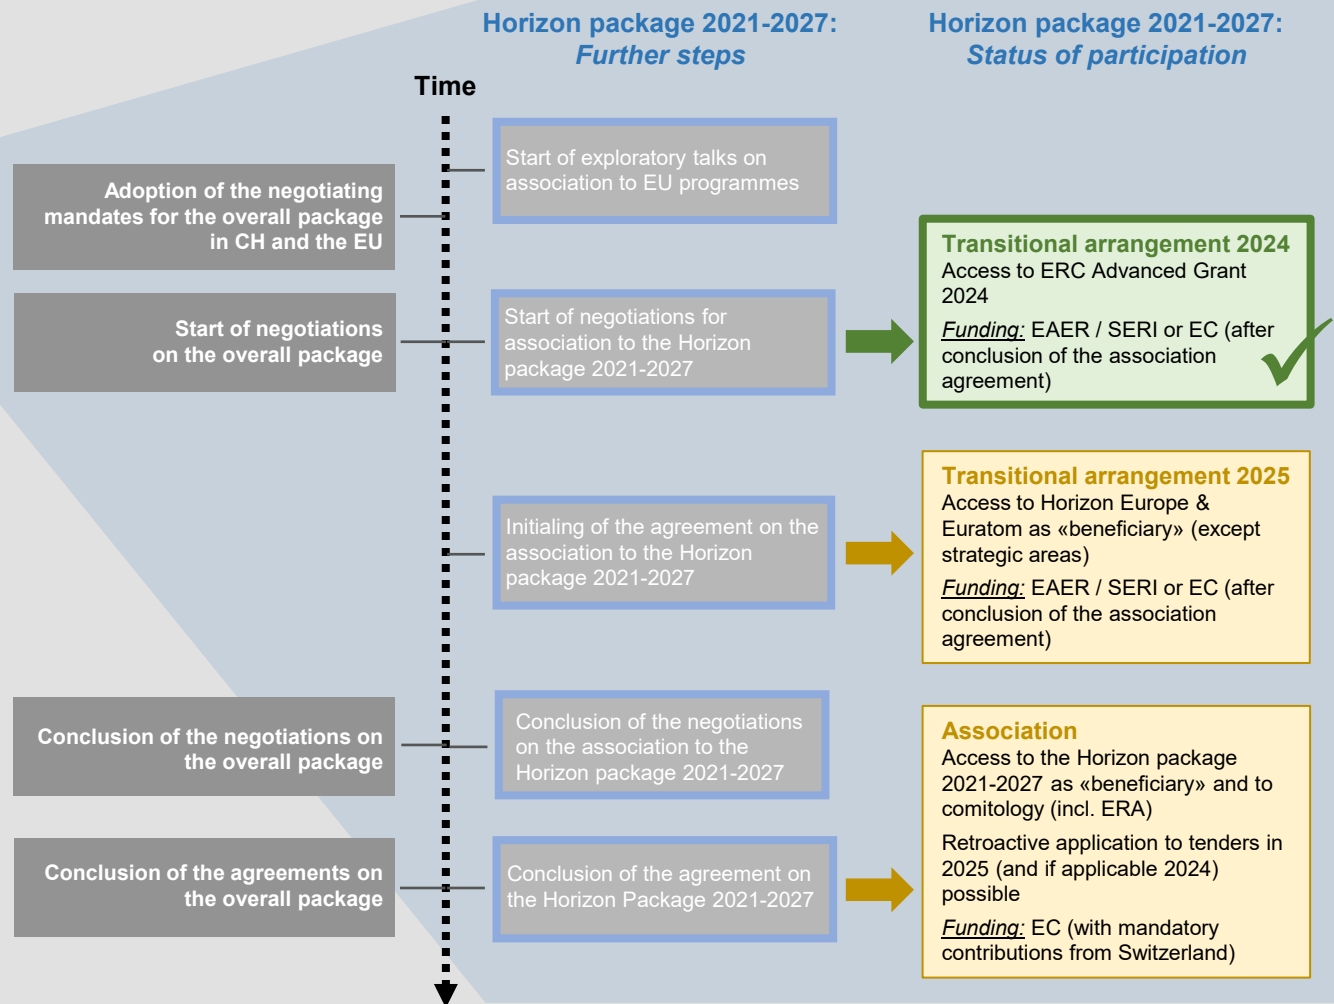 Horizon package 2021-2027:
Further steps
Horizon package 2021-2027:
Status of participation
Time
Start of exploratory talks on
association to EU programmes
Adoption of the negotiating
mandates for the overall package
in CH and the EU
Start of negotiations
on the overall package
Start of negotiations for
association to the Horizon
package 2021-2027
Transitional arrangement 2024
Access to ERC Advanced Grant
2024
Funding: EAER / SERI or EC (after
conclusion of the association
agreement)
Initialing of the agreement on the
association to the Horizon
package 2021-2027
Transitional arrangement 2025
Access to Horizon Europe &
Euratom as «beneficiary» (except
strategic areas)
Funding: EAER / SERI or EC (after
conclusion of the association
agreement)
Conclusion of the negotiations on
the overall package
Conclusion of the negotiations
on the association to the
Horizon package 2021-2027
Conclusion of the agreements on
the overall package
Conclusion of the agreement on
the Horizon Package 2021-2027
Association
Access to the Horizon package
2021-2027 as «beneficiary» and to
comitology (incl. ERA)
Retroactive application to tenders in
2025 (and if applicable 2024)
possible
Funding: EC (with mandatory
contributions from Switzerland)